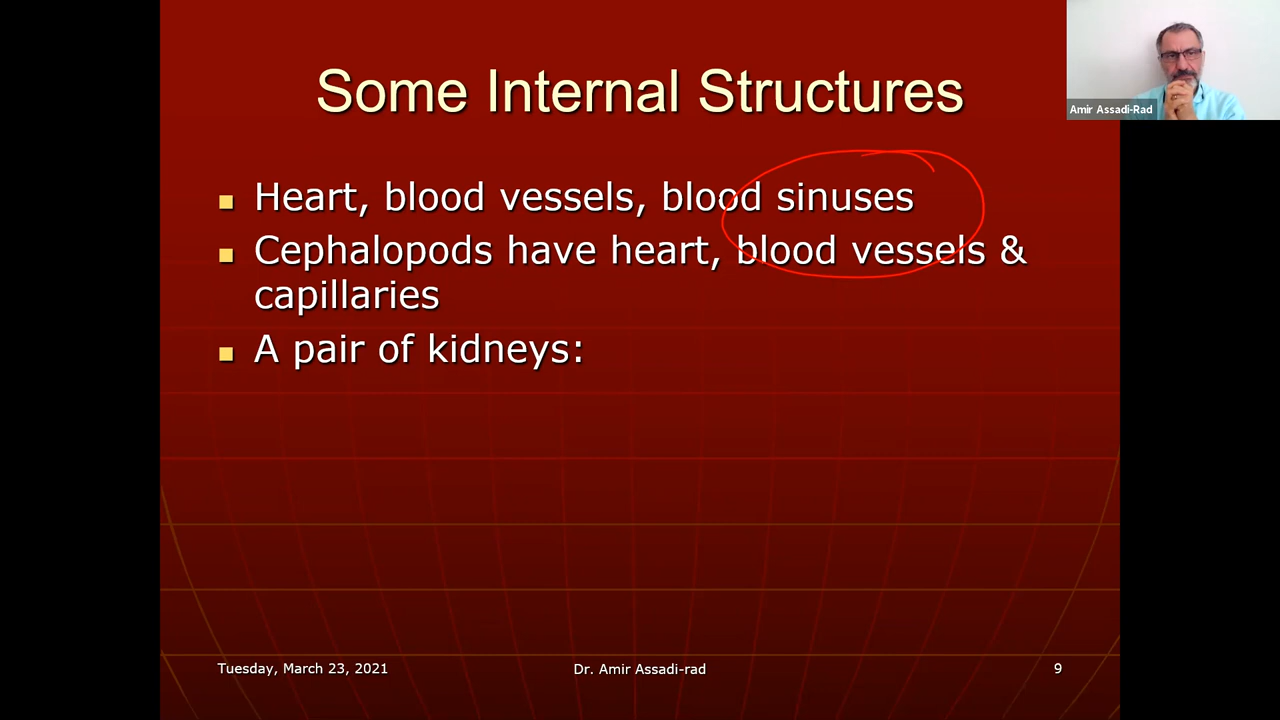 Some Internal Structures
Amir Assadi-Rad
Heart, blood vessels, blood sinuses
Cephalopods have heart, blood vessels &
capillaries
A pair of kidneys:
Tuesday, March 23, 2021
Dr. Amir Assadi-rad
9